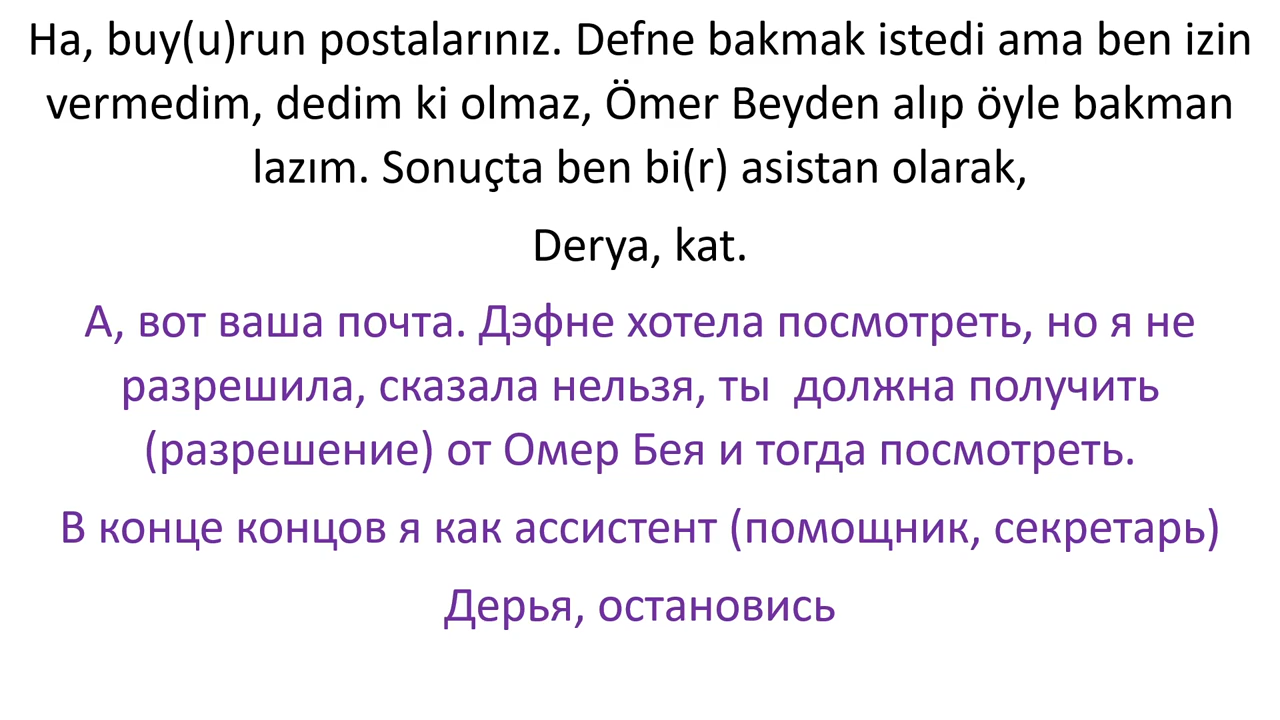 Ha, buy(u)run postalarınız. Defne bakmak istedi ama ben izin
vermedim, dedim ki olmaz, Ömer Beyden alıp öyle bakman
lazım. Sonuçta ben bi(r) asistan olarak,
Derya, kat.
А, вот ваша почта. Дэфне хотела посмотреть, но я не
разрешила, сказала нельзя, ты  должна получить
(разрешение) от Омер Бея и тогда посмотреть.
В конце концов я как ассистент (помощник, секретарь)
Дерья, остановись